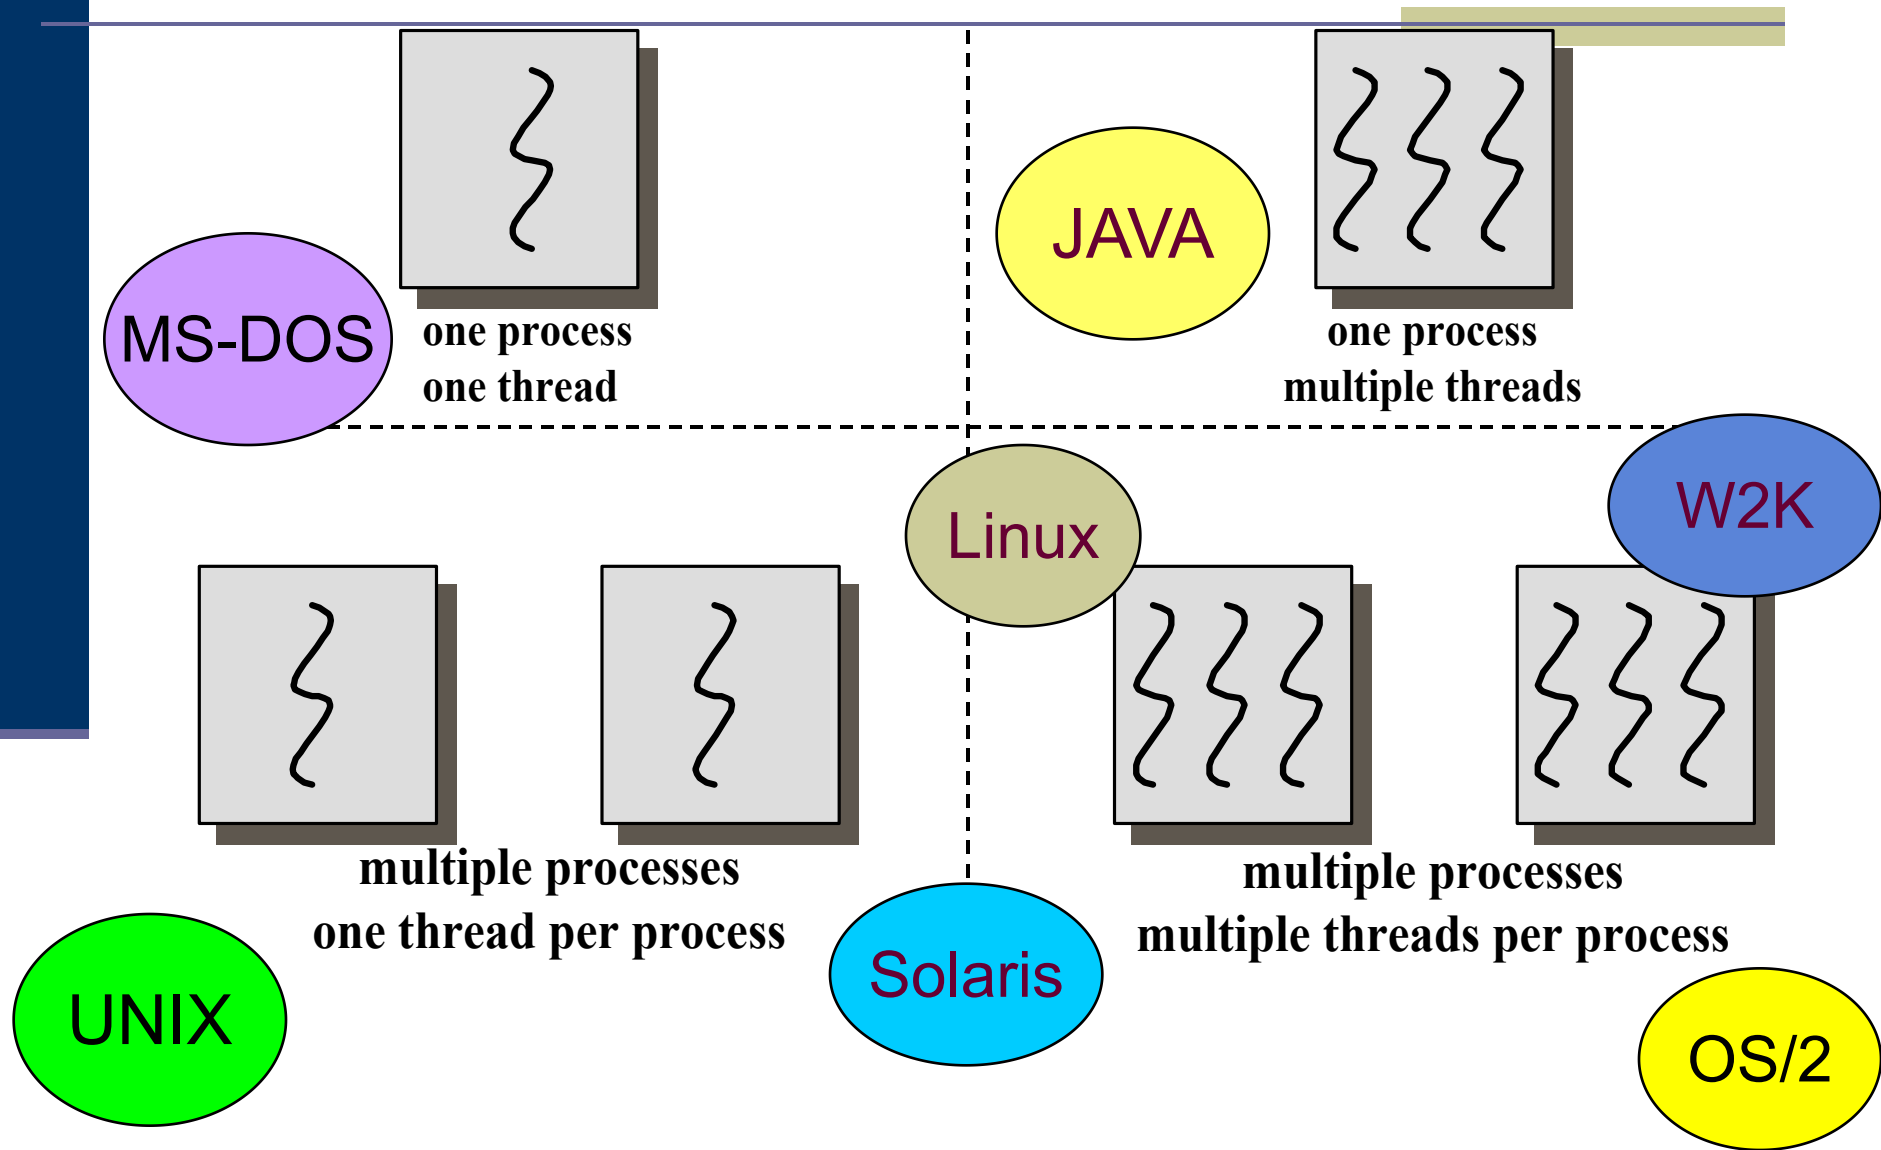 JAVA
MS-DOS
one process
one thread
one process
multiple threads
Linux
W2K
multiple processes
one thread per process
multiple processes
multiple threads per process
UNIX
Solaris
OS/2